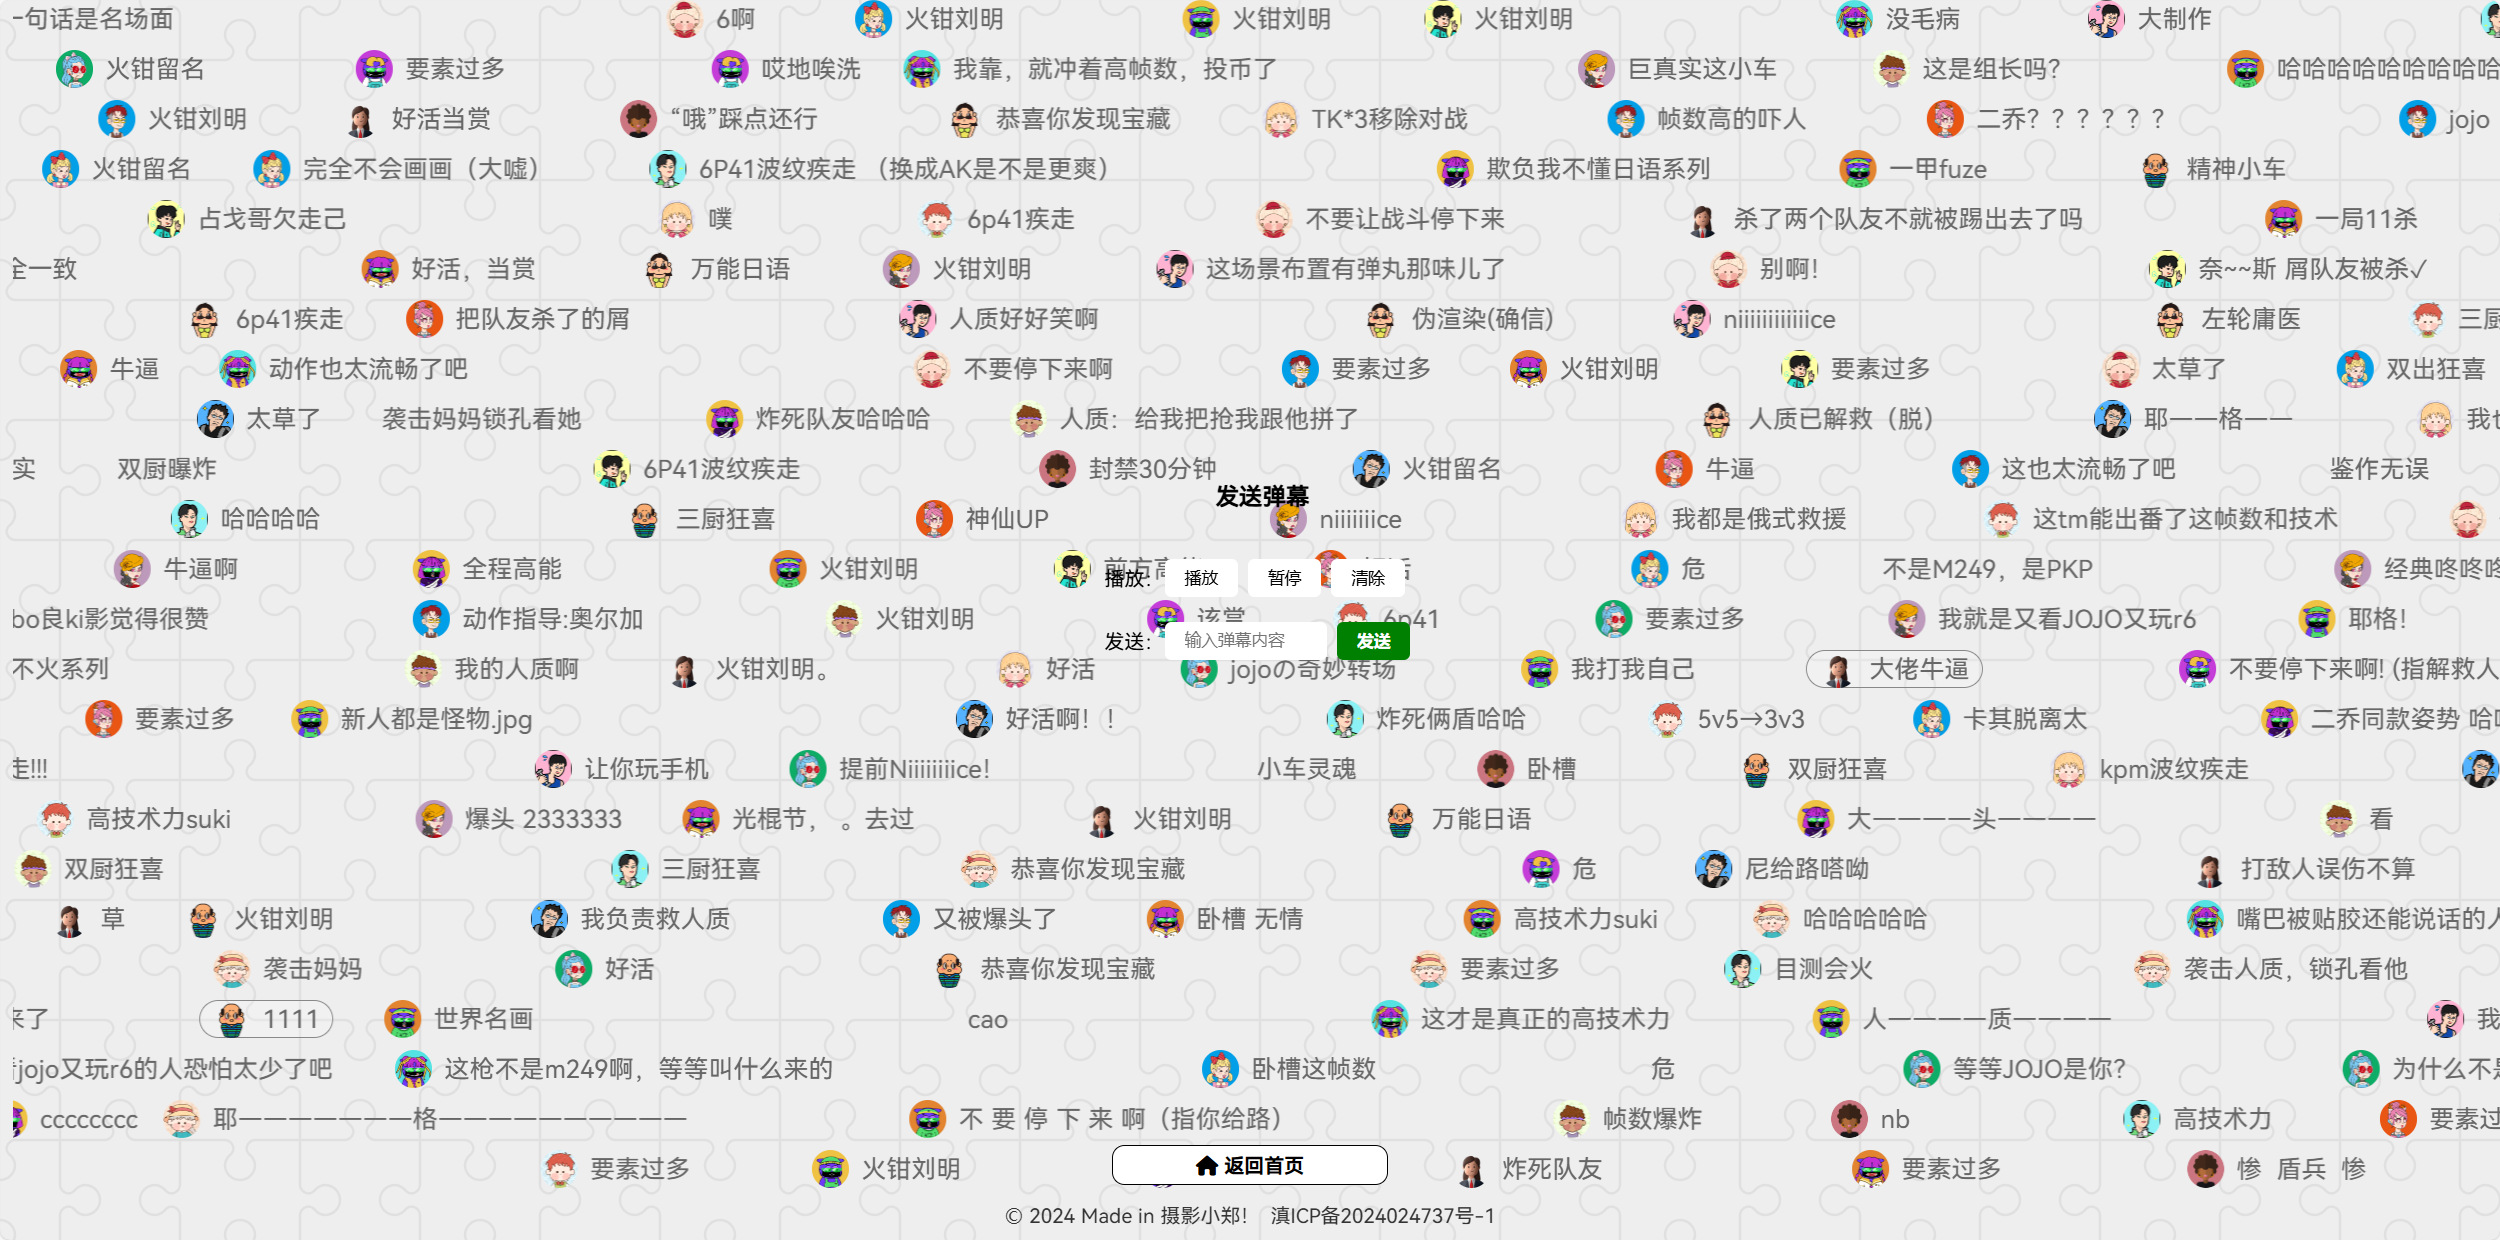 一句话是名场面 6啊 火钳刘明 火钳刘明 火钳刘明 没毛病 大制作
火钳留名 要素过多 哎地唉洗 我靠，就冲着高帧数，投币了 巨真实这小车 这是组长吗？ 哈哈哈哈哈哈哈哈哈
火钳刘明 好活当赏 “哦”踩点还行 恭喜你发现宝藏 TK*3移除对战 帧数高的吓人 二乔？？？？？？ jojo
火钳留名 完全不会画画（大嘘） 6P41波纹疾走 （换成AK是不是更爽） 欺负我不懂日语系列 一甲fuze 精神小车
占戈哥欠走己 噗 6p41疾走 不要让战斗停下来 杀了两个队友不就被踢出去了吗 一局11杀
全一致 好活，当赏 万能日语 火钳刘明 这场景布置有弹丸那味儿了 别啊！ 奈~~斯 屑队友被杀✓
6p41疾走 把队友杀了的屑 人质好好笑啊 伪渲染(确信) niiiiiiiiiiiice 左轮庸医 三厨
牛逼 动作也太流畅了吧 不要停下来啊 要素过多 火钳刘明 要素过多 太草了 双出狂喜
太草了 袭击妈妈锁孔看她 炸死队友哈哈哈 人质：给我把抢我跟他拼了 人质已解救（脱） 耶——格—— 我也
实 双厨曝炸 6P41波纹疾走 封禁30分钟 火钳留名 牛逼 这也太流畅了吧 鉴作无误
发送弹幕
哈哈哈哈 三厨狂喜 神仙UP niiiiiiice 我都是俄式救援 这tm能出番了这帧数和技术
牛逼啊 全程高能 火钳刘明 前方高能 好活 危 不是M249，是PKP 经典咚咚咚
播放： 播放 暂停 清除
bo良ki影觉得很赞 动作指导:奥尔加 火钳刘明 该当 6p41 要素过多 我就是又看JOJO又玩r6 耶格！
发送： 输入弹幕内容 发送
不火系列 我的人质啊 火钳刘明。 好活 jojoの奇妙转场 我打我自己 大佬牛逼 不要停下来啊! (指解救人
要素过多 新人都是怪物.jpg 好活啊！！ 炸死俩盾哈哈 5v5→3v3 卡其脱离太 二乔同款姿势 哈哈
走!!! 让你玩手机 提前Niiiiiiiice！ 小车灵魂 卧槽 双厨狂喜 kpm波纹疾走
高技术力suki 爆头 2333333 光棍节， 。去过 火钳刘明 万能日语 大————头———— 看
双厨狂喜 三厨狂喜 恭喜你发现宝藏 危 尼给路嗒呦 打敌人误伤不算
草 火钳刘明 我负责救人质 又被爆头了 卧槽 无情 高技术力suki 哈哈哈哈哈 嘴巴被贴胶还能说话的人
袭击妈妈 好活 恭喜你发现宝藏 要素过多 目测会火 袭击人质，锁孔看他
来了 1111 世界名画 cao 这才是真正的高技术力 人————质———— 我
jojo又玩r6的人恐怕太少了吧 这枪不是m249啊，等等叫什么来的 卧槽这帧数 危 等等JOJO是你？ 为什么不是
cccccccc 耶———————格—————————— 不 要 停 下 来 啊（指你给路） 帧数爆炸 nb 高技术力 要素过
要素过多 火钳刘明 炸死队友 要素过多 惨 盾兵 惨
返回首页
© 2024 Made in 摄影小郑！ 滇ICP备2024024737号-1